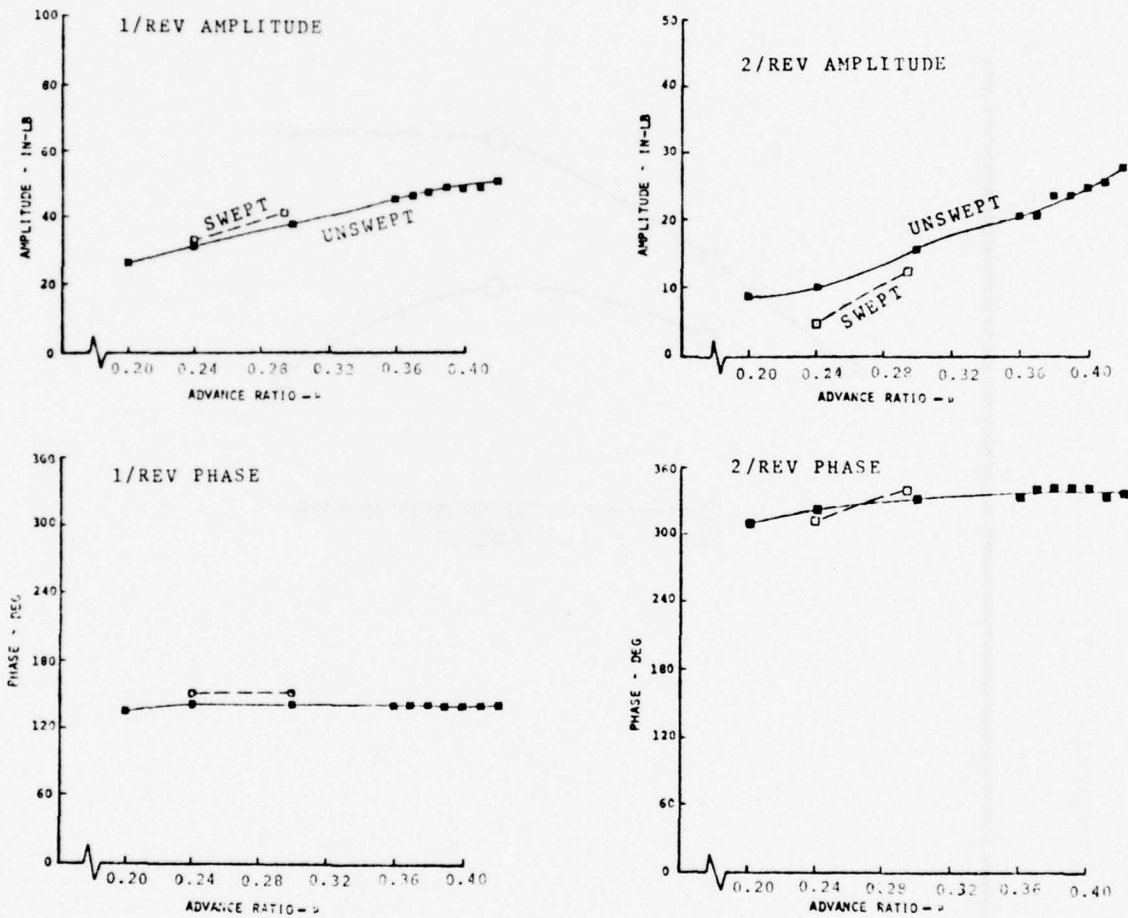 1/REV AMPLITUDE
100
80
60
40
20
0
AMPLITUDE - IN-LB
SWEPT
UNSWEPT
0.20 0.24 0.28 0.32 0.36 0.40
ADVANCE RATIO - μ
2/REV AMPLITUDE
50
40
30
20
10
0
AMPLITUDE - IN-LB
UNSWEPT
SWEPT
0.20 0.24 0.28 0.32 0.36 0.40
ADVANCE RATIO - μ
1/REV PHASE
360
300
240
180
120
60
0
PHASE - DEG
0.20 0.24 0.28 0.32 0.36 0.40
ADVANCE RATIO - μ
2/REV PHASE
360
300
240
180
120
60
0
PHASE - DEG
0.20 0.24 0.28 0.32 0.36 0.40
ADVANCE RATIO - μ